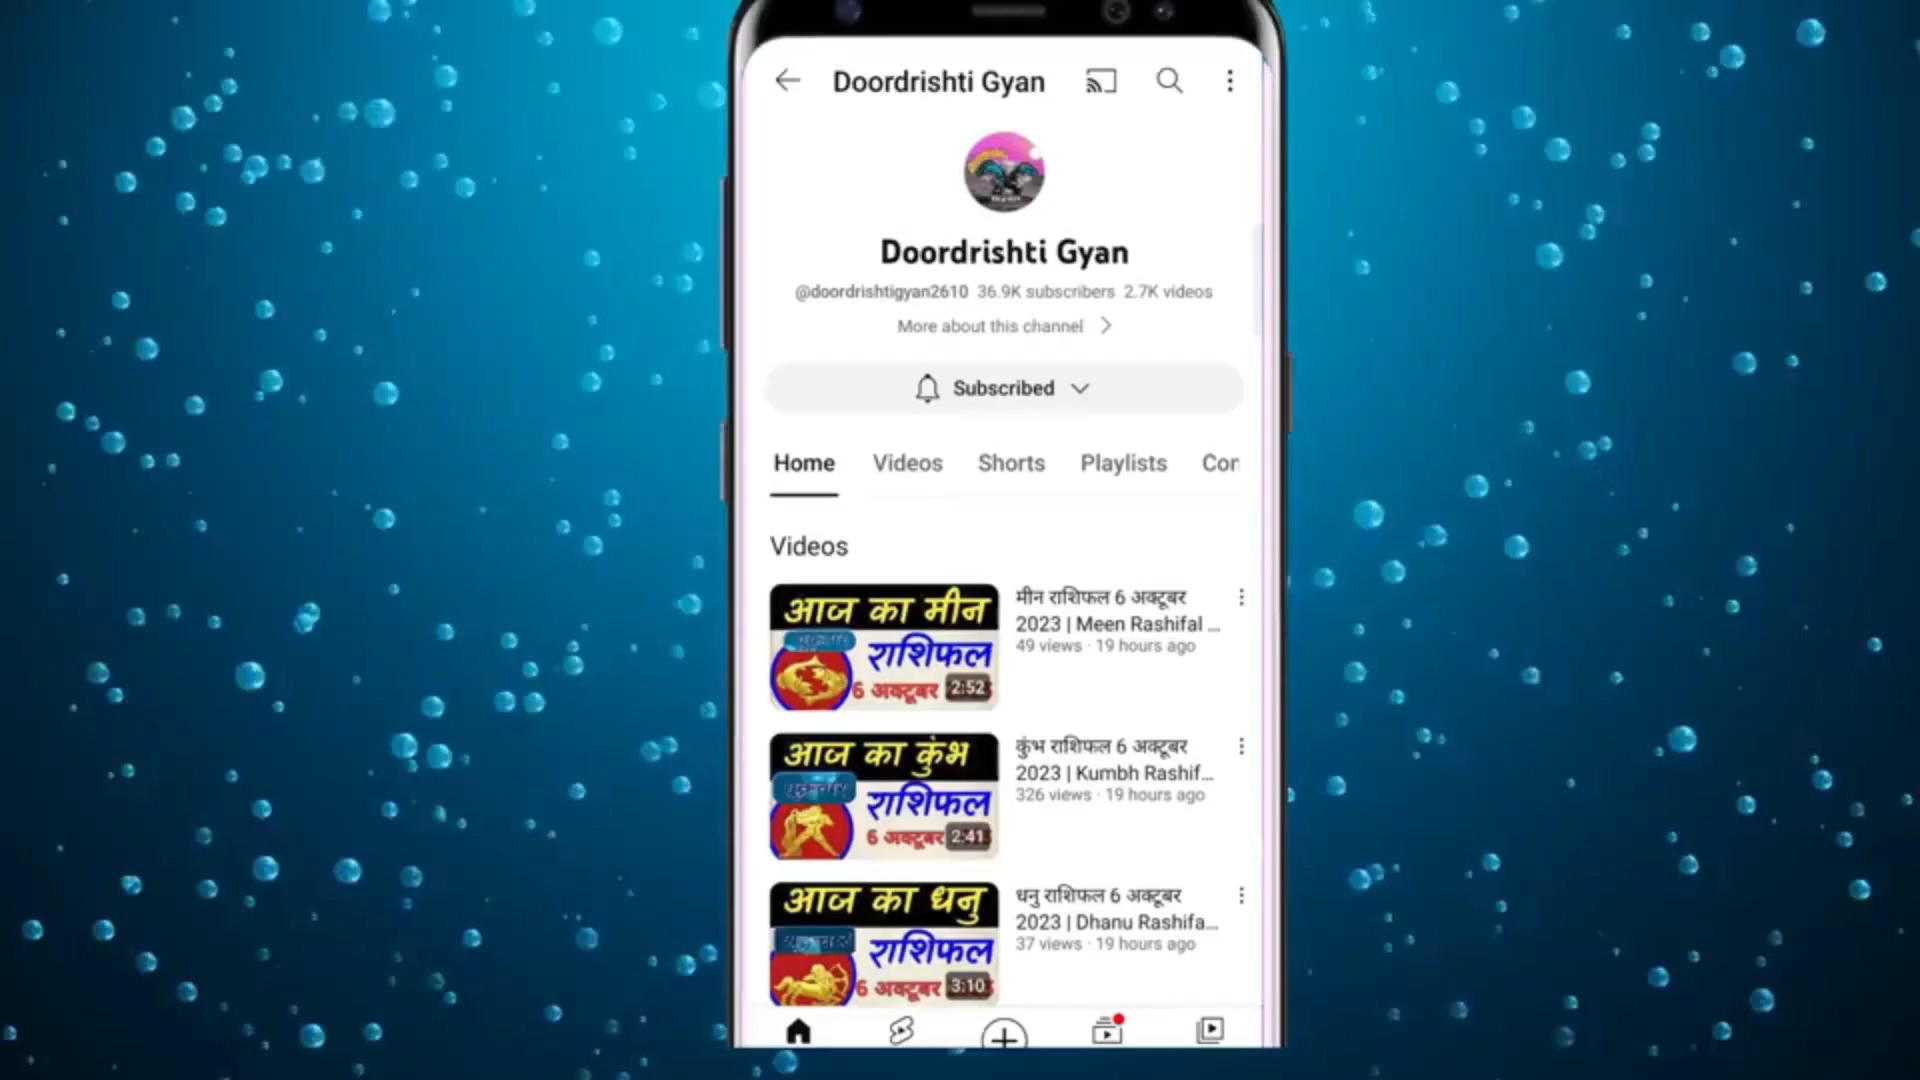 Doordrishti Gyan
Doordrishti Gyan
@doordrishtigyan2610 36.9K subscribers 2.7K videos
More about this channel
Subscribed
Home Videos Shorts Playlists Con
Videos
आज का मीन
राशिफल
6 अक्टूबर 2:52
मीन राशिफल 6 अक्टूबर
2023 | Meen Rashifal ...
49 views · 19 hours ago
आज का कुंभ
राशिफल
6 अक्टूबर 2:41
कुंभ राशिफल 6 अक्टूबर
2023 | Kumbh Rashif...
326 views · 19 hours ago
आज का धनु
राशिफल
6 अक्टूबर 3:10
धनु राशिफल 6 अक्टूबर
2023 | Dhanu Rashifa...
37 views · 19 hours ago